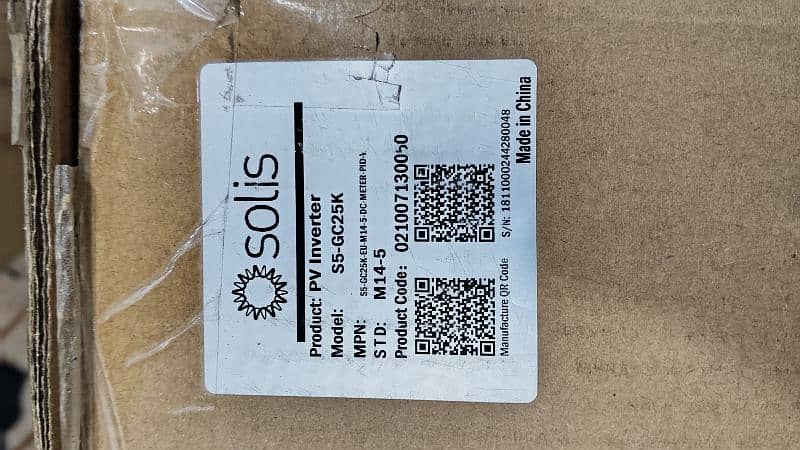 solis
Product: PV Inverter
Model: S5-GC25K
MPN: S5-GC25K-EU-M14-5-DC-METER-PID-A
STD: M14-5
Product Code: 021007130050
Manufacture QR Code S/N: 1811000244280048
Made in China